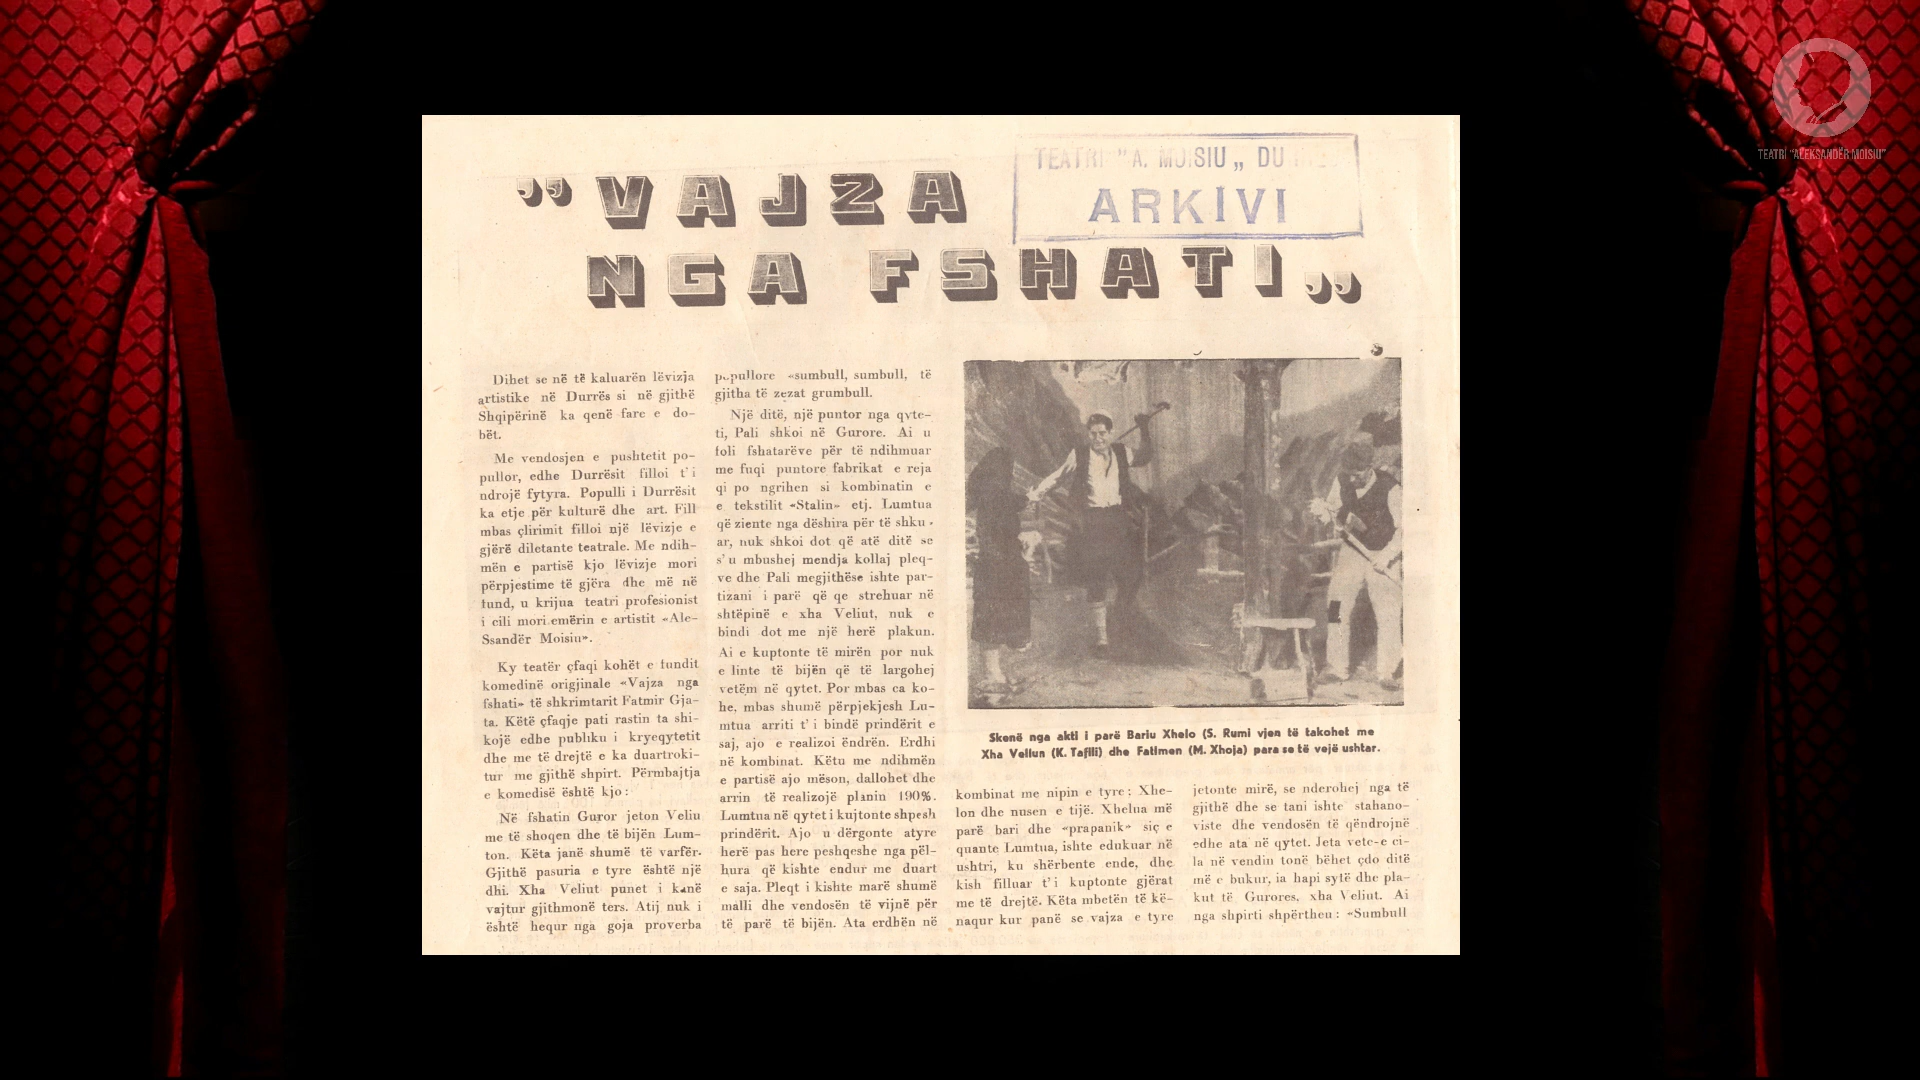 "VAJZA
NGA FSHATI„
TEATRI "A. MOISIU„ DU
ARKIVI
TEATRI "ALEKSANDËR MOISIU"
Dihet se në të kaluarën lëvizja
artistike në Durrës si në gjithë
Shqipërinë ka qenë fare e do-
bët.
Me vendosjen e pushtetit po-
pullor, edhe Durrësit filloi t'i
ndrojë fytyra. Populli i Durrësit
ka etje për kulturë dhe art. Fill
mbas çlirimit filloi një lëvizje e
gjërë diletante teatrale. Me ndih-
mën e partisë kjo lëvizje mori
përpjestime të gjëra dhe më në
fund, u krijua teatri profesionist
i cili mori emërin e artistit «Ale-
Ssandër Moisiu».
Ky teatër çfaqi kohët e fundit
komedinë origjinale «Vajza nga
fshati» të shkrimtarit Fatmir Gja-
ta. Këtë çfaqje pati rastin ta shi-
kojë edhe publiku i kryeqytetit
dhe me të drejtë e ka duartroki-
tur me gjithë shpirt. Përmbajtja
e komedisë është kjo:
Në fshatin Guror jeton Veliu
me të shoqen dhe të bijën Lum-
ton. Këta janë shumë të varfër.
Gjithë pasuria e tyre është një
dhi. Xha Veliut punet i kanë
vajtur gjithmonë ters. Atij nuk i
është hequr nga goja proverba
popullore «sumbull, sumbull, të
gjitha të zezat grumbull.
Një ditë, një puntor nga qyte-
ti, Pali shkoi në Gurore. Ai u
foli fshatarëve për të ndihmuar
me fuqi puntore fabrikat e reja
qi po ngrihen si kombinatin e
e tekstilit «Stalin» etj. Lumtua
që ziente nga dëshira për të shku-
ar, nuk shkoi dot që atë ditë se
s'u mbushej mendja kollaj pleq-
ve dhe Pali megjithëse ishte par-
tizani i parë që qe strehuar në
shtëpinë e xha Veliut, nuk e
bindi dot me një herë plakun.
Ai e kuptonte të mirën por nuk
e linte të bijën që të largohej
vetëm në qytet. Por mbas ca ko-
he, mbas shumë përpjekjesh Lu-
mtua arriti t'i bindë prindërit e
saj, ajo e realizoi ëndrën. Erdhi
në kombinat. Këtu me ndihmën
e partisë ajo mëson, dallohet dhe
arrin të realizojë planin 190%.
Lumtua në qytet i kujtonte shpesh
prindërit. Ajo u dërgonte atyre
herë pas here peshqeshe nga pël-
hura që kishte endur me duart
e saja. Pleqt i kishte marë shumë
malli dhe vendosën të vijnë për
të parë të bijën. Ata erdhën në
Skenë nga akti i parë Bariu Xhelo (S. Rumi vjen të takohet me
Xha Veliun (K. Tafili) dhe Fatimen (M. Xhoja) para se të vejë ushtar.
kombinat me nipin e tyre: Xhe-
lon dhe nusen e tijë. Xhelua më
parë bari dhe «prapanik» siç e
quante Lumtua, ishte edukuar në
ushtri, ku shërbente ende, dhe
kish filluar t'i kuptonte gjërat
me të drejtë. Këta mbetën të kë-
naqur kur panë se vajza e tyre
jetonte mirë, se nderohej nga të
gjithë dhe se tani ishte stahano-
viste dhe vendosën të qëndrojnë
edhe ata në qytet. Jeta vete-e ci-
la në vendin tonë bëhet çdo ditë
më e bukur, ia hapi sytë dhe pla-
kut të Gurores, xha Veliut. Ai
nga shpirti shpërtheu: «Sumbull